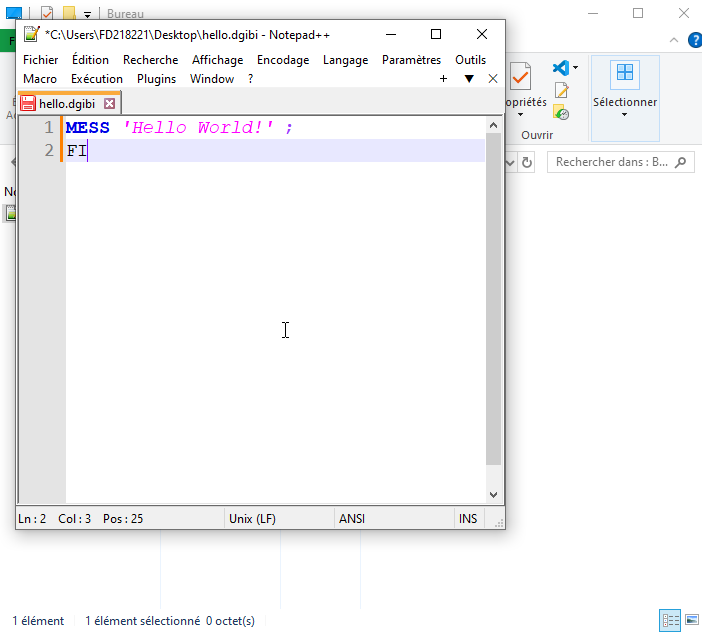 Bureau
*C:\Users\FD218221\Desktop\hello.dgibi - Notepad++
Fichier Édition Recherche Affichage Encodage Langage Paramètres Outils
Macro Exécution Plugins Window ?
+ ▼ X
hello.dgibi
1 MESS 'Hello World!' ;
2 FI
Ln : 2 Col : 3 Pos : 25 Unix (LF) ANSI INS
F
opriétés
Ouvrir
Sélectionner
Rechercher dans : B...
No
1 élément 1 élément sélectionné 0 octet(s)